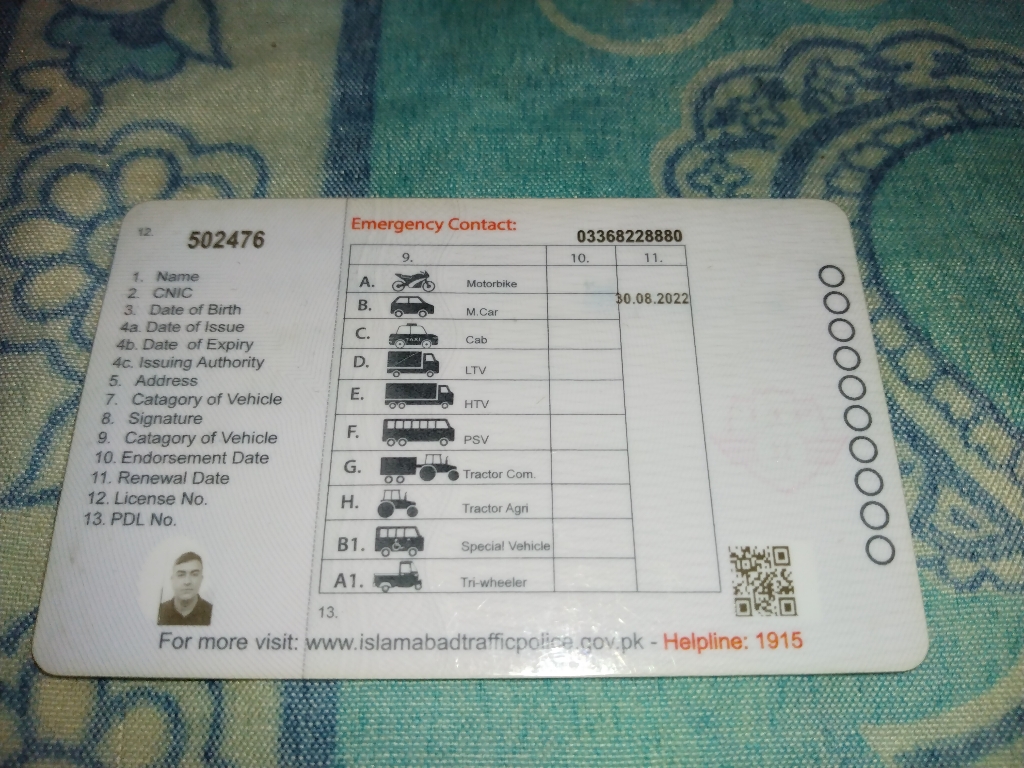 12.
502476
1. Name
2. CNIC
3. Date of Birth
4a. Date of Issue
4b. Date of Expiry
4c. Issuing Authority
5. Address
7. Catagory of Vehicle
8. Signature
9. Catagory of Vehicle
10. Endorsement Date
11. Renewal Date
12. License No.
13. PDL No.
Emergency Contact:
03368228880
9. 10. 11.
A. Motorbike
B. M.Car 30.08.2022
C. TAXI Cab
D. LTV
E. HTV
F. PSV
G. Tractor Com.
H. Tractor Agri
B1. Special Vehicle
A1. Tri-wheeler
13.
For more visit: www.islamabadtrafficpolice.gov.pk - Helpline: 1915